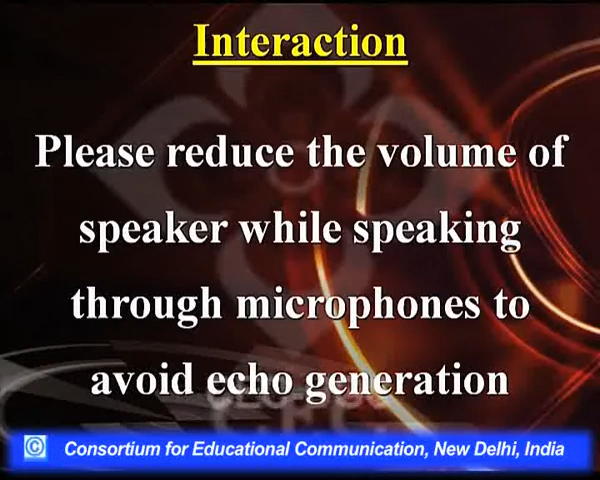 Interaction
Please reduce the volume of
speaker while speaking
through microphones to
avoid echo generation
© Consortium for Educational Communication, New Delhi, India